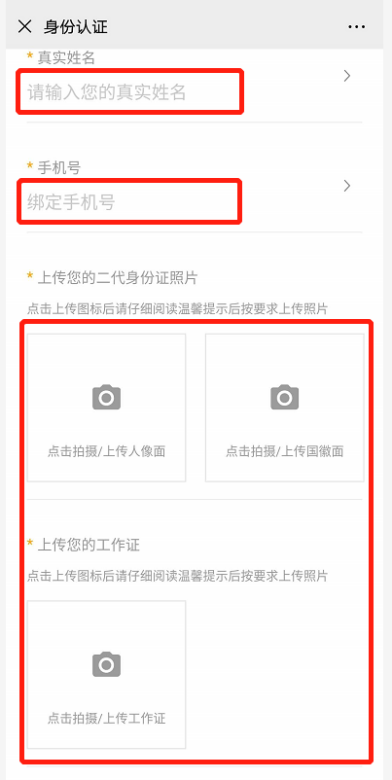 身份认证
* 真实姓名
请输入您的真实姓名
* 手机号
绑定手机号
* 上传您的二代身份证照片
点击上传图标后请仔细阅读温馨提示后按要求上传照片
点击拍摄/上传人像面
点击拍摄/上传国徽面
* 上传您的工作证
点击上传图标后请仔细阅读温馨提示后按要求上传照片
点击拍摄/上传工作证